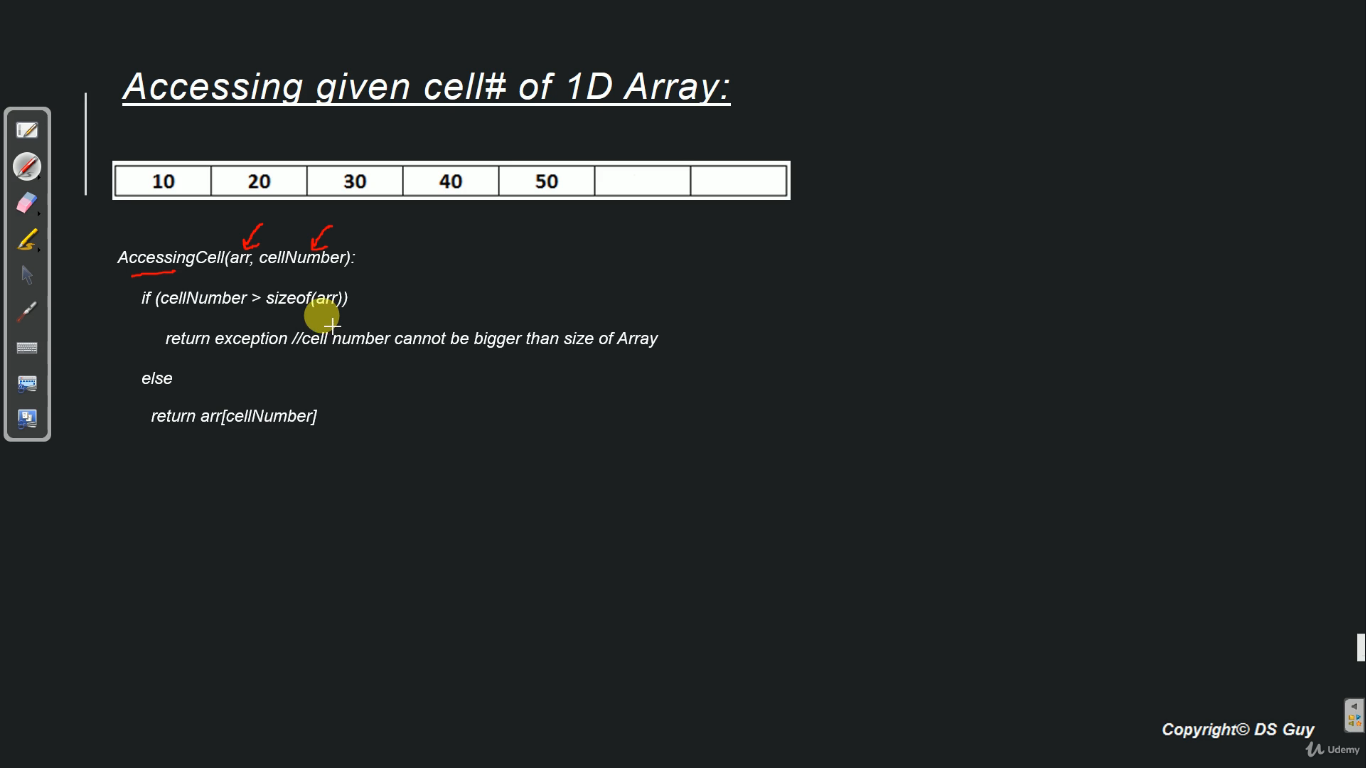 Accessing given cell# of 1D Array:
10 20 30 40 50
AccessingCell(arr, cellNumber):
if (cellNumber > sizeof(arr))
return exception //cell number cannot be bigger than size of Array
else
return arr[cellNumber]
Copyright© DS Guy
Udemy